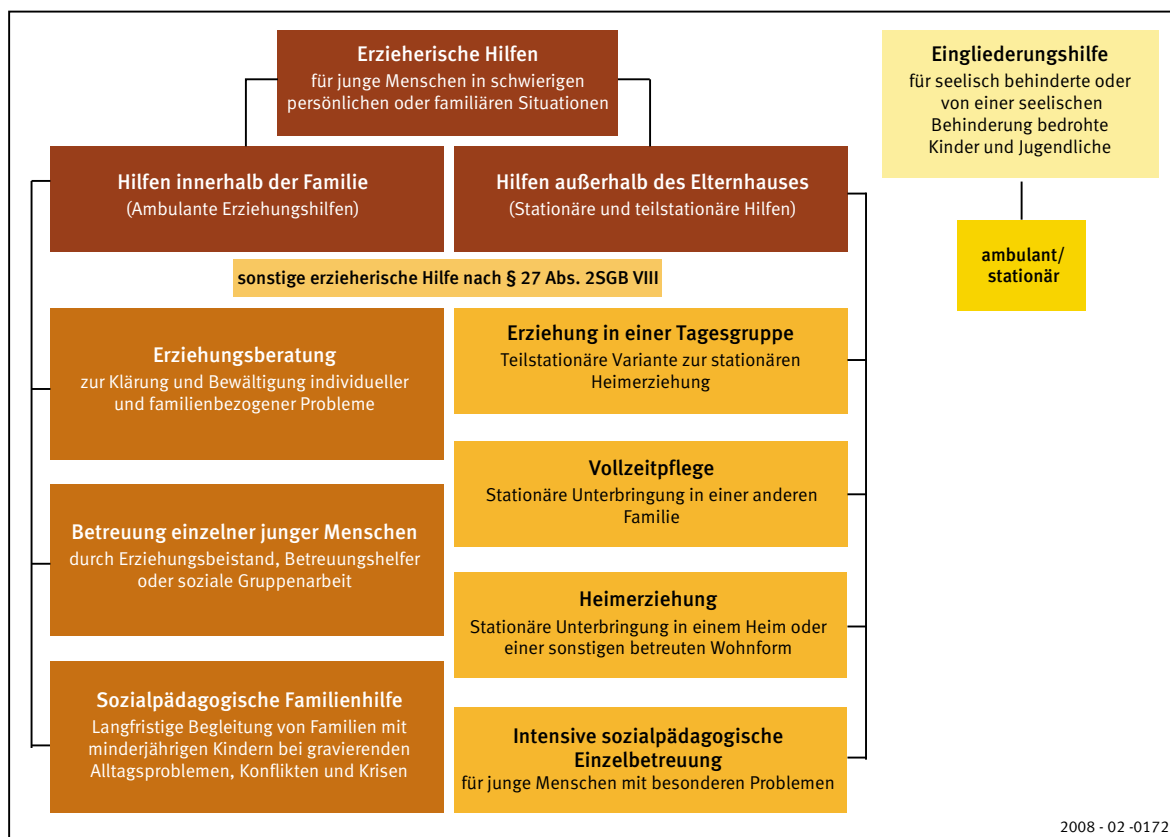 Erzieherische Hilfen
für junge Menschen in schwierigen
persönlichen oder familiären Situationen
Eingliederungshilfe
für seelisch behinderte oder
von einer seelischen
Behinderung bedrohte
Kinder und Jugendliche
Hilfen innerhalb der Familie
(Ambulante Erziehungshilfen)
Hilfen außerhalb des Elternhauses
(Stationäre und teilstationäre Hilfen)
ambulant/
stationär
sonstige erzieherische Hilfe nach § 27 Abs. 2SGB VIII
Erziehungsberatung
zur Klärung und Bewältigung individueller
und familienbezogener Probleme
Erziehung in einer Tagesgruppe
Teilstationäre Variante zur stationären
Heimerziehung
Betreuung einzelner junger Menschen
durch Erziehungsbeistand, Betreuungshelfer
oder soziale Gruppenarbeit
Vollzeitpflege
Stationäre Unterbringung in einer anderen
Familie
Heimerziehung
Stationäre Unterbringung in einem Heim oder
einer sonstigen betreuten Wohnform
Sozialpädagogische Familienhilfe
Langfristige Begleitung von Familien mit
minderjährigen Kindern bei gravierenden
Alltagsproblemen, Konflikten und Krisen
Intensive sozialpädagogische
Einzelbetreuung
für junge Menschen mit besonderen Problemen
2008 - 02 -0172